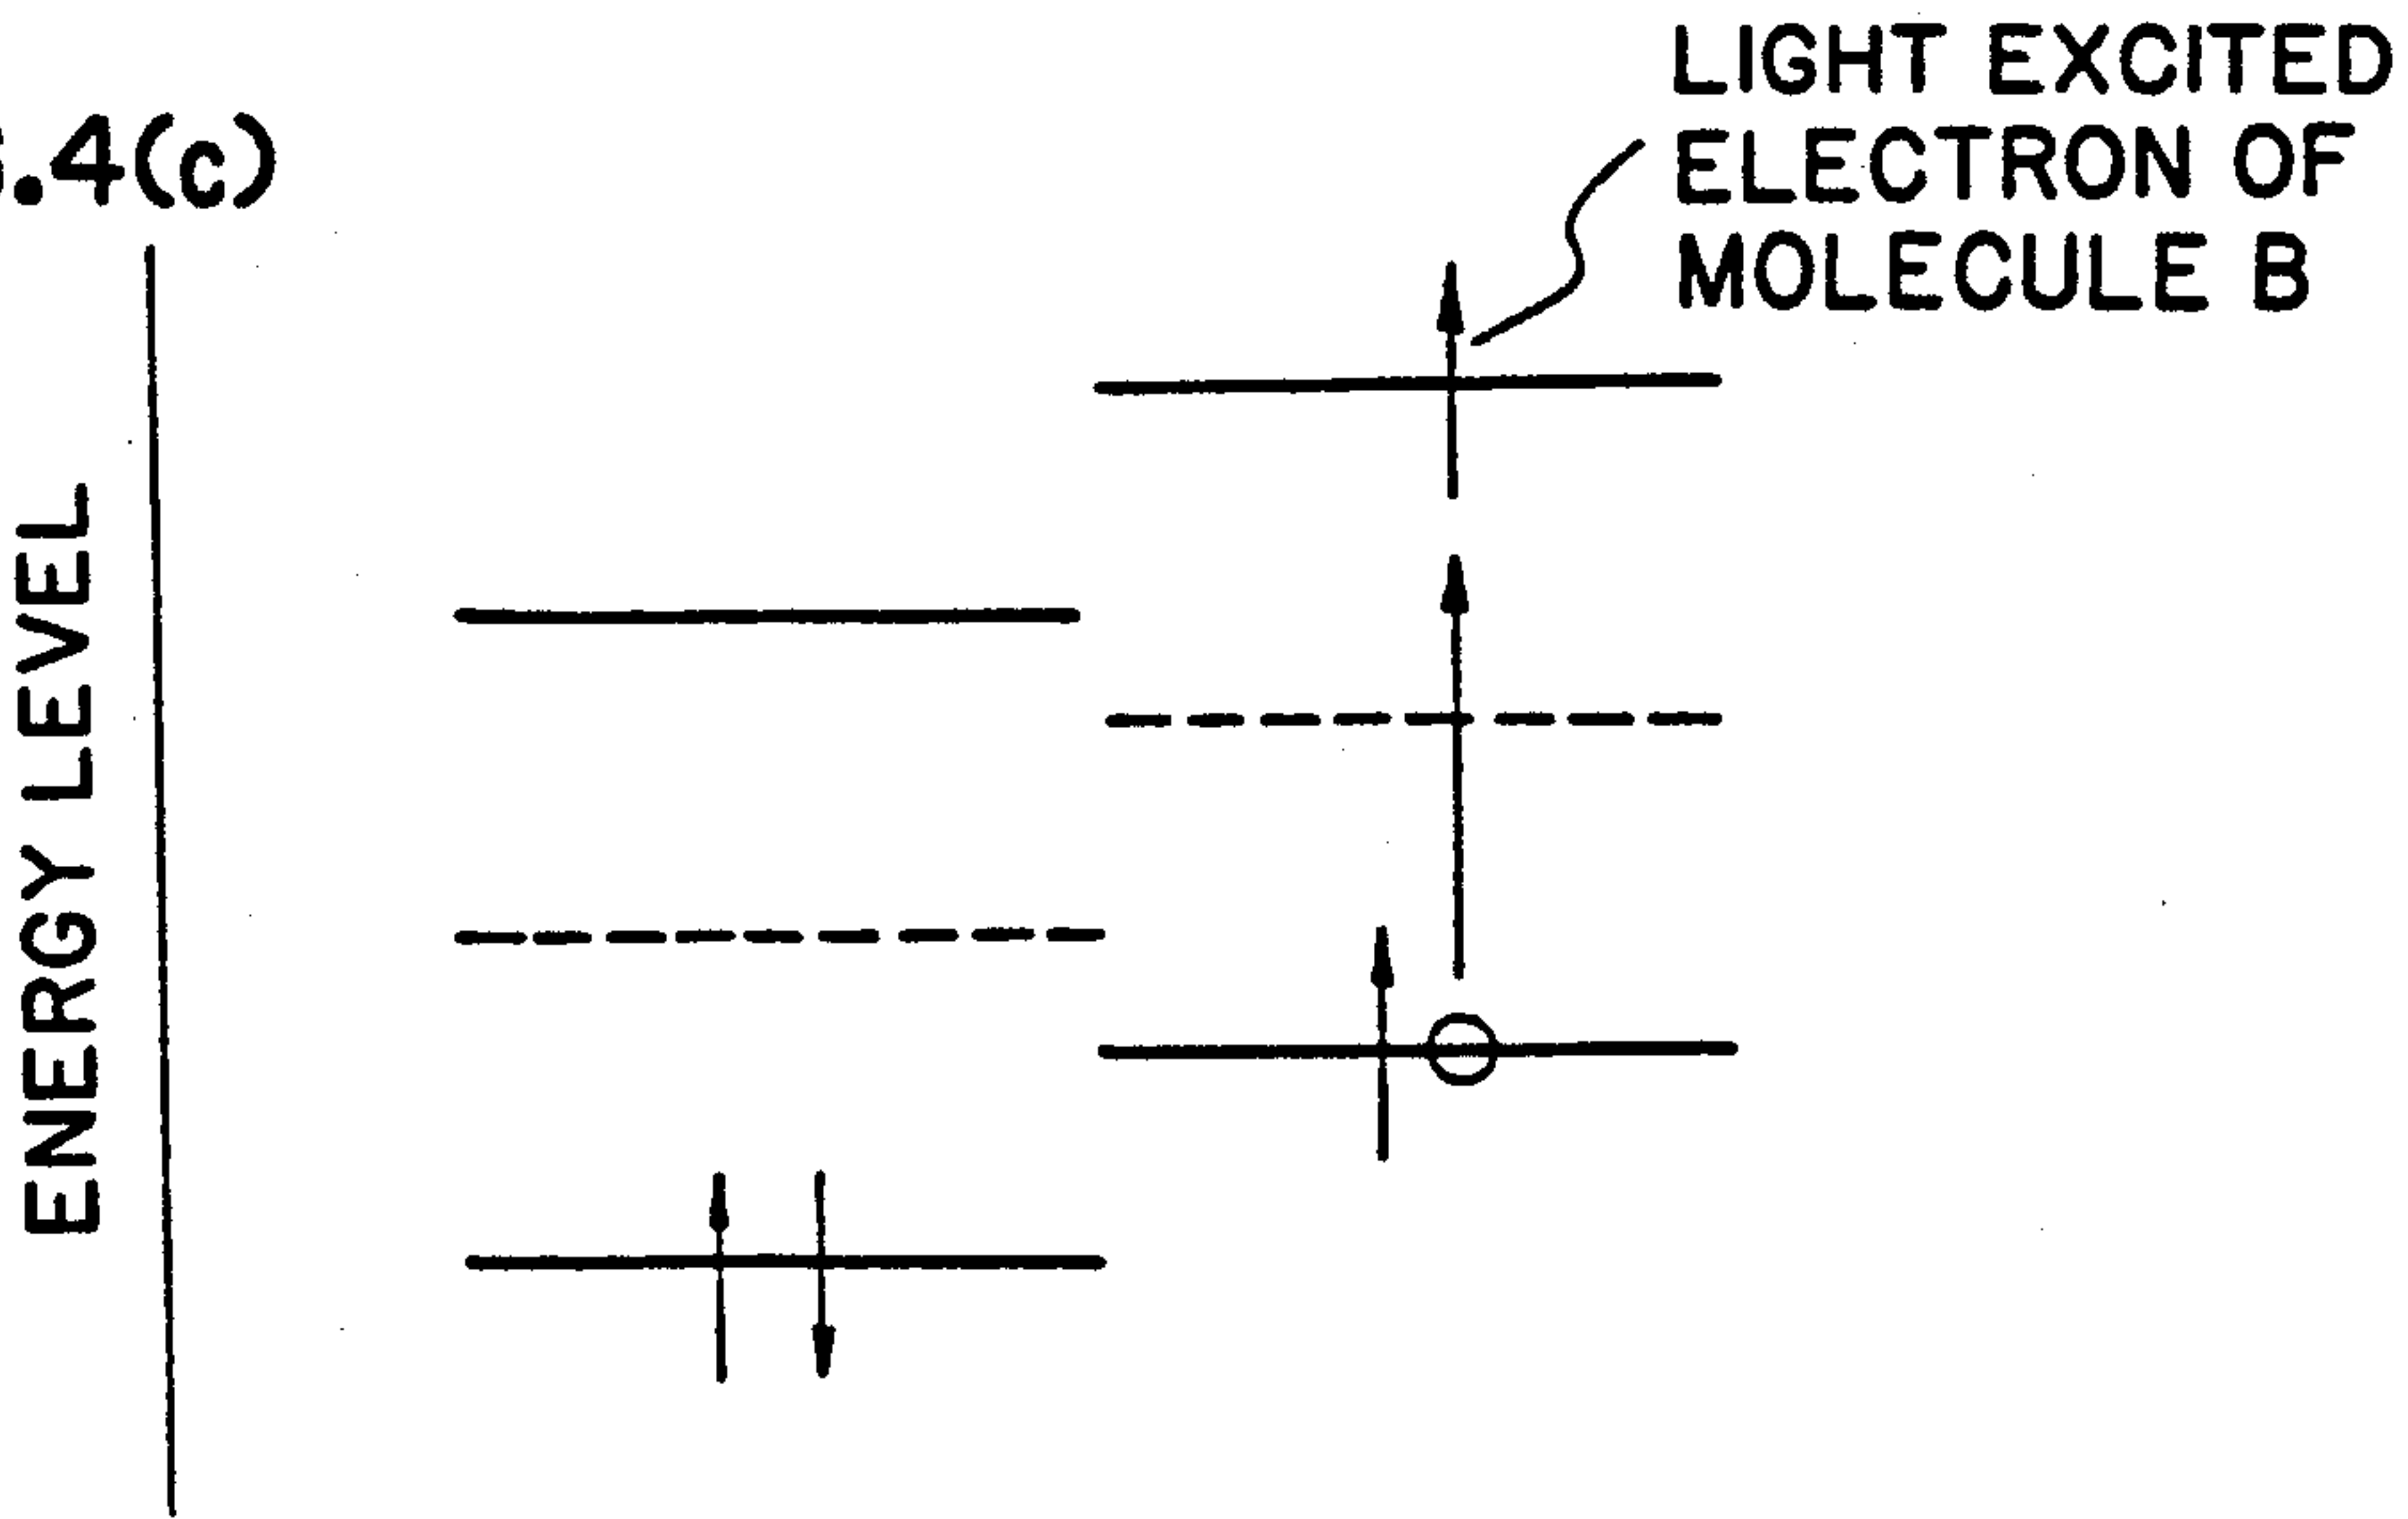 .4(c)
LIGHT EXCITED
ELECTRON OF
MOLECULE B
ENERGY LEVEL